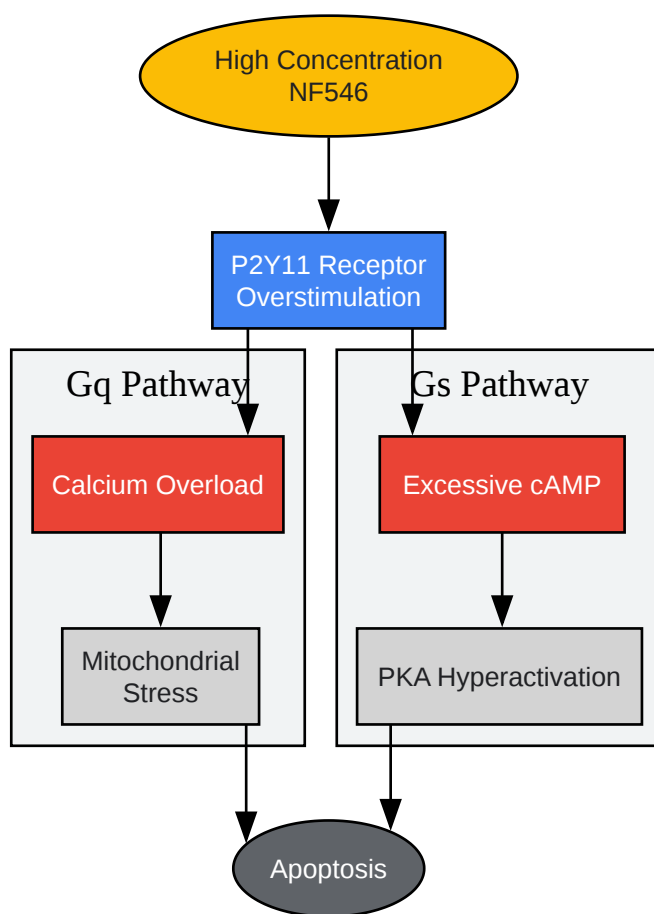 High Concentration
NF546
P2Y11 Receptor
Overstimulation
Gq Pathway
Gs Pathway
Calcium Overload
Excessive cAMP
Mitochondrial
Stress
PKA Hyperactivation
Apoptosis